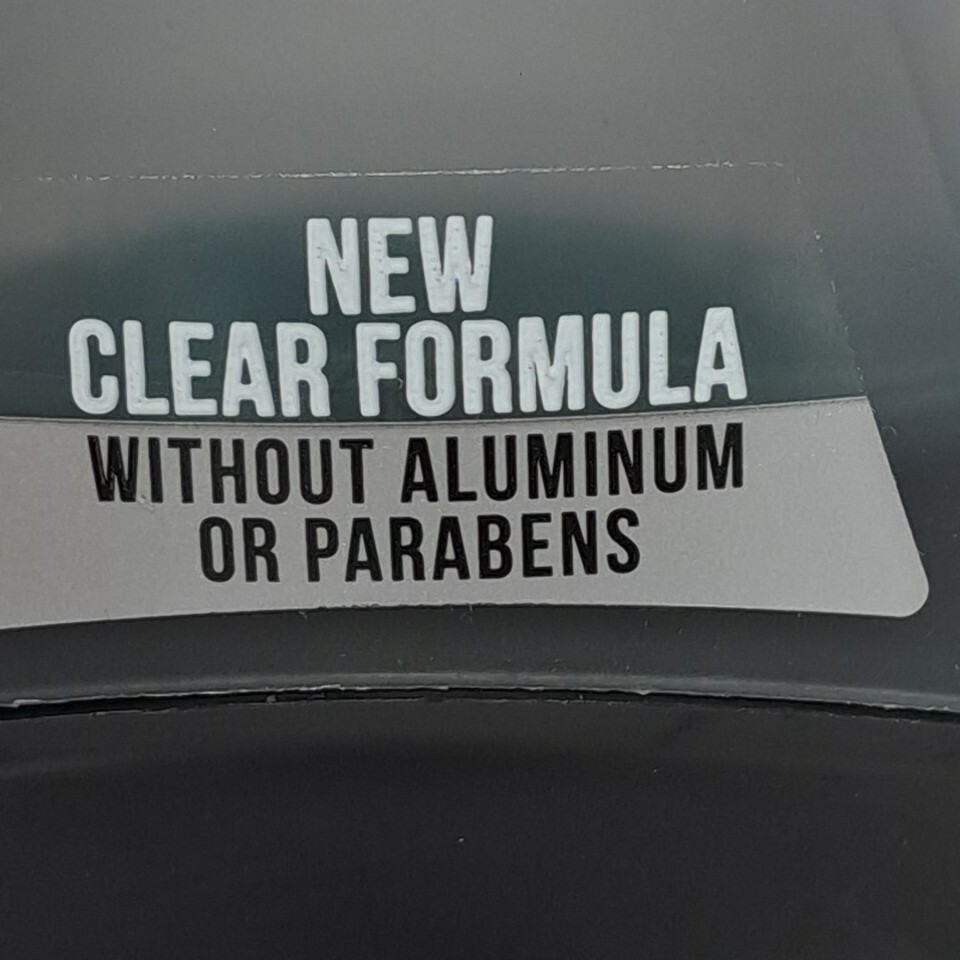 NEW
CLEAR FORMULA
WITHOUT ALUMINUM
OR PARABENS